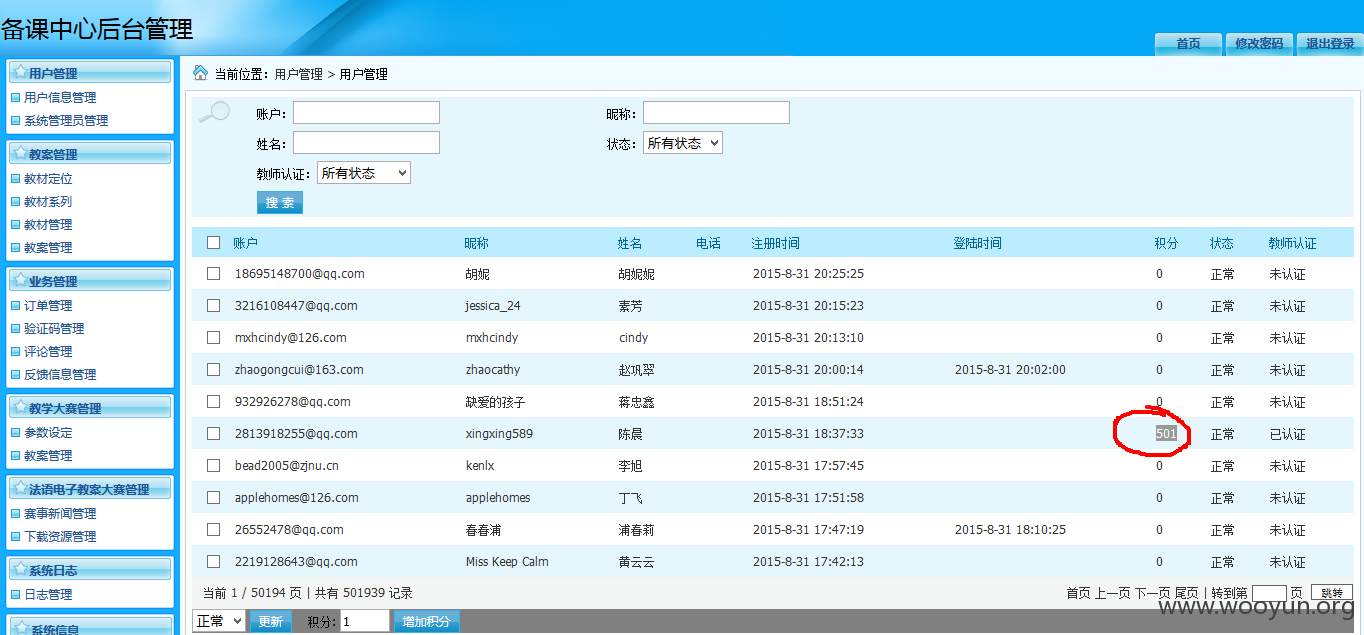 备课中心后台管理
首页 修改密码 退出登录
用户管理
用户信息管理
系统管理员管理
教案管理
教材定位
教材系列
教材管理
教案管理
业务管理
订单管理
验证码管理
评论管理
反馈信息管理
教学大赛管理
参数设定
教案管理
法语电子教案大赛管理
赛事新闻管理
下载资源管理
系统日志
日志管理
系统信息
当前位置：用户管理 > 用户管理
账户： 昵称：
姓名： 状态： 所有状态
教师认证： 所有状态
搜 索
账户 昵称 姓名 电话 注册时间 登陆时间 积分 状态 教师认证
18695148700@qq.com 胡妮 胡妮妮 2015-8-31 20:25:25 0 正常 未认证
3216108447@qq.com jessica_24 素芳 2015-8-31 20:15:23 0 正常 未认证
mxhcindy@126.com mxhcindy cindy 2015-8-31 20:13:10 0 正常 未认证
zhaogongcui@163.com zhaocathy 赵巩翠 2015-8-31 20:00:14 2015-8-31 20:02:00 0 正常 未认证
932926278@qq.com 缺爱的孩子 蒋忠鑫 2015-8-31 18:51:24 0 正常 未认证
2813918255@qq.com xingxing589 陈晨 2015-8-31 18:37:33 501 正常 已认证
bead2005@zjnu.cn kenlx 李旭 2015-8-31 17:57:45 0 正常 未认证
applehomes@126.com applehomes 丁飞 2015-8-31 17:51:58 0 正常 未认证
26552478@qq.com 春春浦 浦春莉 2015-8-31 17:47:19 2015-8-31 18:10:25 0 正常 未认证
2219128643@qq.com Miss Keep Calm 黄云云 2015-8-31 17:42:13 0 正常 未认证
当前 1 / 50194 页 | 共有 501939 记录 首页 上一页 下一页 尾页 | 转到第 页 跳转
正常 更新 积分: 1 增加积分
www.wooyun.org